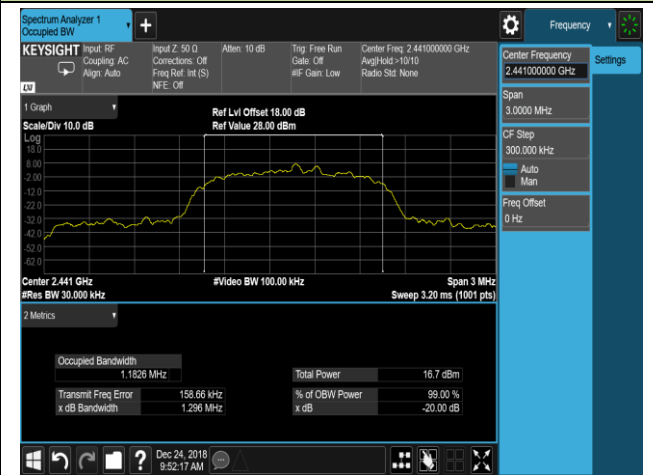 Spectrum Analyzer 1
Occupied BW
+
Frequency
KEYSIGHT Input: RF
Coupling: AC
Align: Auto
Input Z: 50 Ω
Corrections: Off
Freq Ref: Int (S)
NFE: Off
Atten: 10 dB
Trig: Free Run
Gate: Off
#IF Gain: Low
Center Freq: 2.441000000 GHz
Avg|Hold:>10/10
Radio Std: None
LXI
Center Frequency
2.441000000 GHz
Settings
Span
3.0000 MHz
CF Step
300.000 kHz
Auto
Man
Freq Offset
0 Hz
1 Graph
Scale/Div 10.0 dB
Ref Lvl Offset 18.00 dB
Ref Value 28.00 dBm
Log
18.0
8.00
-2.00
-12.0
-22.0
-32.0
-42.0
-52.0
-62.0
Center 2.441 GHz
#Video BW 100.00 kHz
Span 3 MHz
#Res BW 30.000 kHz
Sweep 3.20 ms (1001 pts)
2 Metrics
Occupied Bandwidth
1.1826 MHz
Total Power 16.7 dBm
Transmit Freq Error 158.66 kHz
% of OBW Power 99.00 %
x dB Bandwidth 1.296 MHz
x dB -20.00 dB
?
Dec 24, 2018
9:52:17 AM